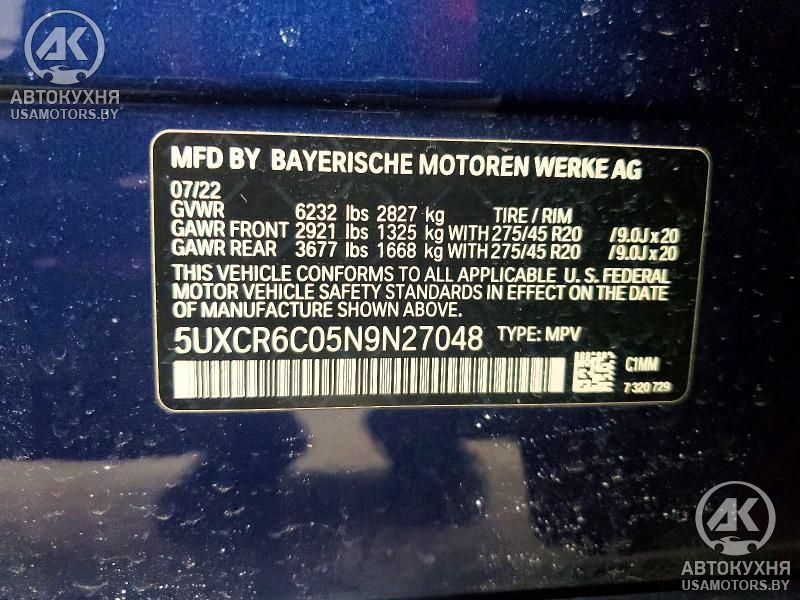 AK
АВТОКУХНЯ
USAMOTORS.BY
MFD BY BAYERISCHE MOTOREN WERKE AG
07/22
GVWR 6232 lbs 2827 kg TIRE / RIM
GAWR FRONT 2921 lbs 1325 kg WITH 275/45 R20 /9.0J x 20
GAWR REAR 3677 lbs 1668 kg WITH 275/45 R20 /9.0J x 20
THIS VEHICLE CONFORMS TO ALL APPLICABLE U. S. FEDERAL
MOTOR VEHICLE SAFETY STANDARDS IN EFFECT ON THE DATE
OF MANUFACTURE SHOWN ABOVE.
5UXCR6C05N9N27048 TYPE: MPV
C1MM
7 320 729
AK
АВТОКУХНЯ
USAMOTORS.BY